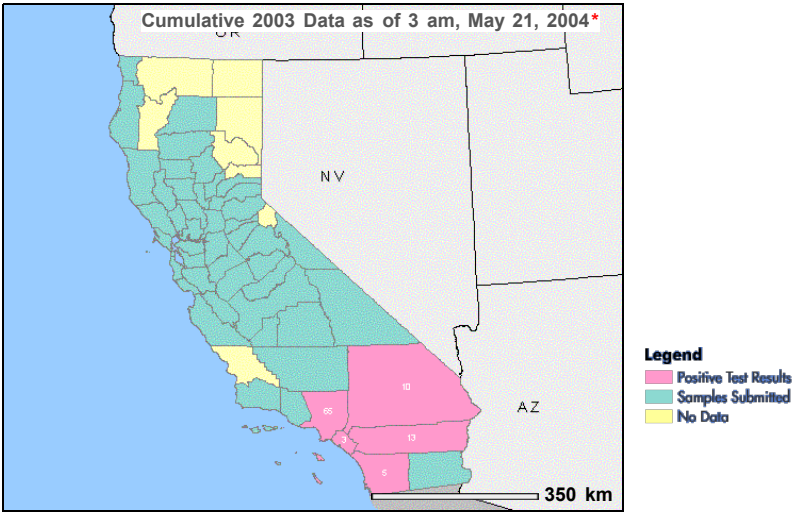 Cumulative 2003 Data as of 3 am, May 21, 2004*
OR
NV
Legend
Positive Test Results
Samples Submitted
No Data
10
AZ
65
13
3
5
350 km